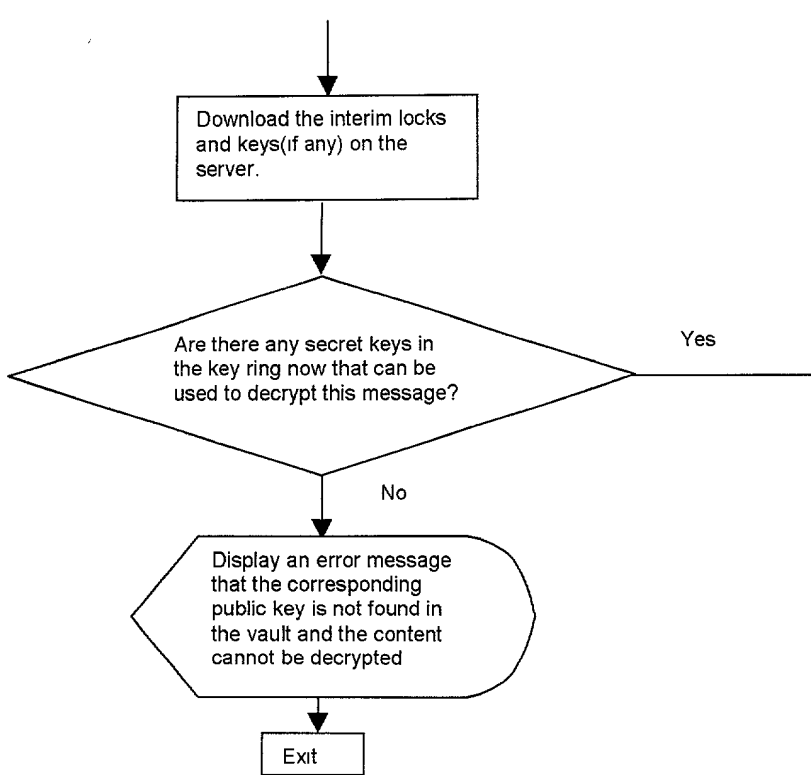 Download the interim locks
and keys(if any) on the
server.
Are there any secret keys in
the key ring now that can be
used to decrypt this message?
Yes
No
Display an error message
that the corresponding
public key is not found in
the vault and the content
cannot be decrypted
Exit